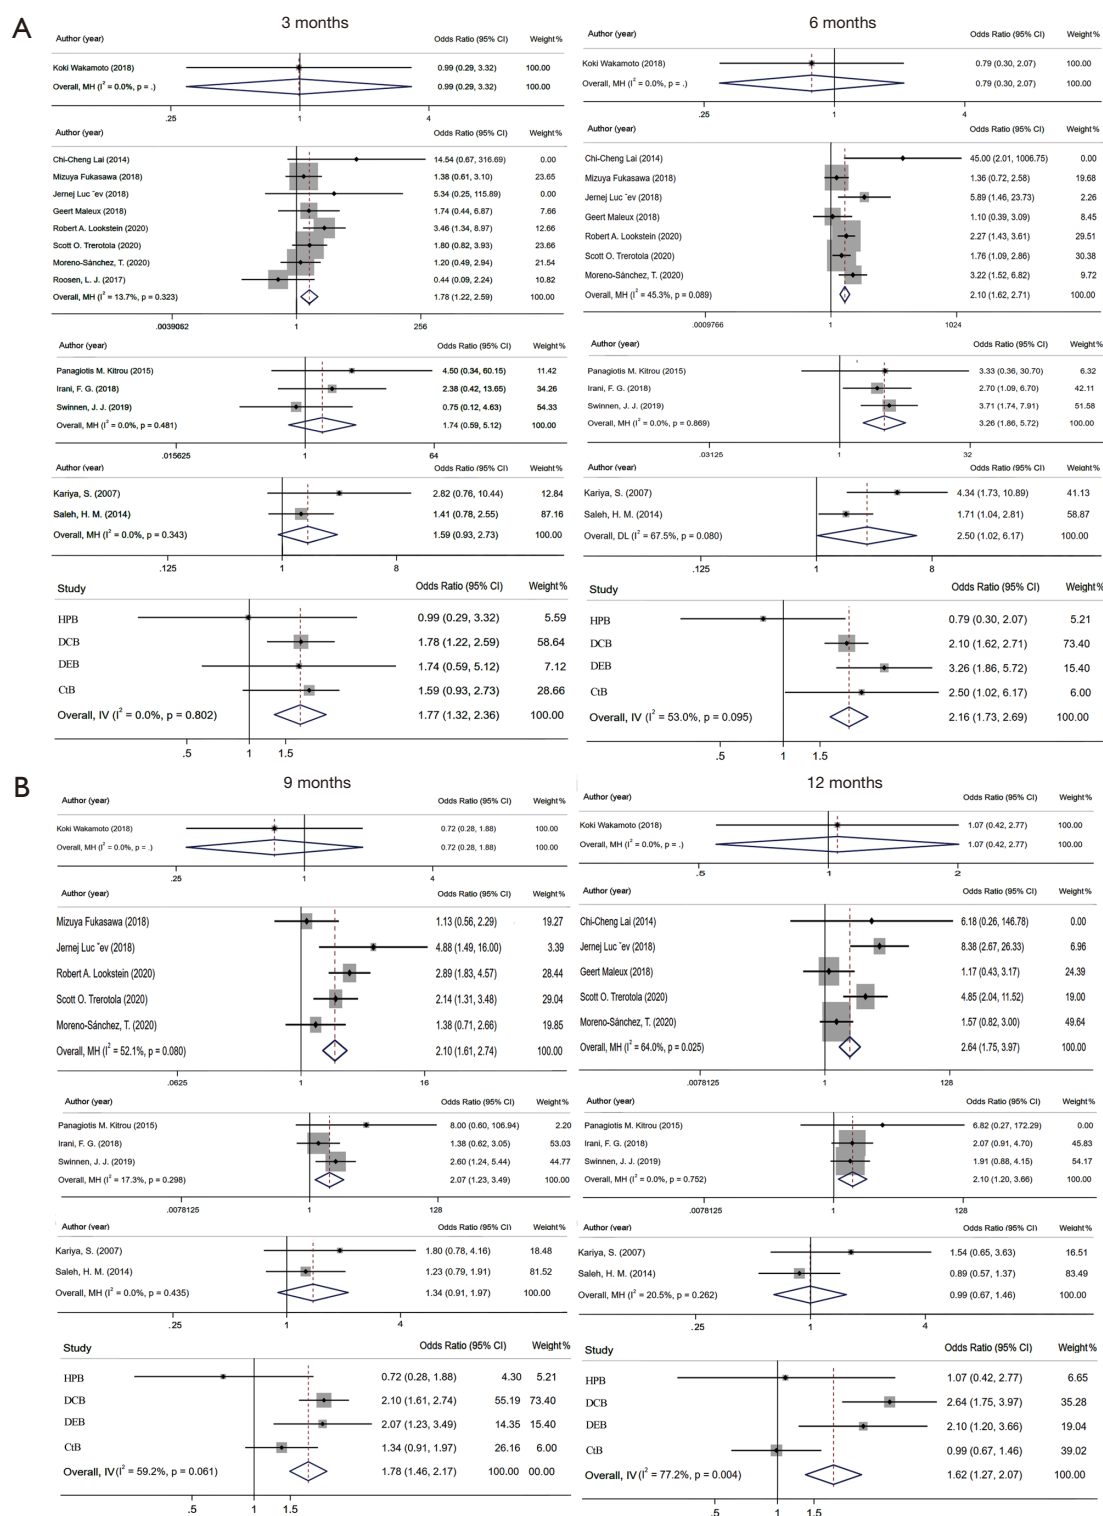 A
3 months
Author (year) Odds Ratio (95% CI) Weight%
Koki Wakamoto (2018) 0.99 (0.29, 3.32) 100.00
Overall, MH (I² = 0.0%, p = .) 0.99 (0.29, 3.32) 100.00
.25 1 4
Author (year) Odds Ratio (95% CI) Weight%
Chi-Cheng Lai (2014) 14.54 (0.67, 316.69) 0.00
Mizuya Fukasawa (2018) 1.38 (0.61, 3.10) 23.65
Jernej Luc ˇev (2018) 5.34 (0.25, 115.89) 0.00
Geert Maleux (2018) 1.74 (0.44, 6.87) 7.66
Robert A. Lookstein (2020) 3.46 (1.34, 8.97) 12.66
Scott O. Trerotola (2020) 1.80 (0.82, 3.93) 23.66
Moreno-Sánchez, T. (2020) 1.20 (0.49, 2.94) 21.54
Roosen, L. J. (2017) 0.44 (0.09, 2.24) 10.82
Overall, MH (I² = 13.7%, p = 0.323) 1.78 (1.22, 2.59) 100.00
.0039062 1 256
Author (year) Odds Ratio (95% CI) Weight%
Panagiotis M. Kitrou (2015) 4.50 (0.34, 60.15) 11.42
Irani, F. G. (2018) 2.38 (0.42, 13.65) 34.26
Swinnen, J. J. (2019) 0.75 (0.12, 4.63) 54.33
Overall, MH (I² = 0.0%, p = 0.481) 1.74 (0.59, 5.12) 100.00
.015625 1 64
Author (year) Odds Ratio (95% CI) Weight%
Kariya, S. (2007) 2.82 (0.76, 10.44) 12.84
Saleh, H. M. (2014) 1.41 (0.78, 2.55) 87.16
Overall, MH (I² = 0.0%, p = 0.343) 1.59 (0.93, 2.73) 100.00
.125 1 8
Study Odds Ratio (95% CI) Weight%
HPB 0.99 (0.29, 3.32) 5.59
DCB 1.78 (1.22, 2.59) 58.64
DEB 1.74 (0.59, 5.12) 7.12
CtB 1.59 (0.93, 2.73) 28.66
Overall, IV (I² = 0.0%, p = 0.802) 1.77 (1.32, 2.36) 100.00
.5 1 1.5
6 months
Author (year) Odds Ratio (95% CI) Weight%
Koki Wakamoto (2018) 0.79 (0.30, 2.07) 100.00
Overall, MH (I² = 0.0%, p = .) 0.79 (0.30, 2.07) 100.00
.25 1 4
Author (year) Odds Ratio (95% CI) Weight%
Chi-Cheng Lai (2014) 45.00 (2.01, 1006.75) 0.00
Mizuya Fukasawa (2018) 1.36 (0.72, 2.58) 19.68
Jernej Luc ˇev (2018) 5.89 (1.46, 23.73) 2.26
Geert Maleux (2018) 1.10 (0.39, 3.09) 8.45
Robert A. Lookstein (2020) 2.27 (1.43, 3.61) 29.51
Scott O. Trerotola (2020) 1.76 (1.09, 2.86) 30.38
Moreno-Sánchez, T. (2020) 3.22 (1.52, 6.82) 9.72
Overall, MH (I² = 45.3%, p = 0.089) 2.10 (1.62, 2.71) 100.00
.0009766 1 1024
Author (year) Odds Ratio (95% CI) Weight%
Panagiotis M. Kitrou (2015) 3.33 (0.36, 30.70) 6.32
Irani, F. G. (2018) 2.70 (1.09, 6.70) 42.11
Swinnen, J. J. (2019) 3.71 (1.74, 7.91) 51.58
Overall, MH (I² = 0.0%, p = 0.869) 3.26 (1.86, 5.72) 100.00
.03125 1 32
Author (year) Odds Ratio (95% CI) Weight%
Kariya, S. (2007) 4.34 (1.73, 10.89) 41.13
Saleh, H. M. (2014) 1.71 (1.04, 2.81) 58.87
Overall, DL (I² = 67.5%, p = 0.080) 2.50 (1.02, 6.17) 100.00
.125 1 8
Study Odds Ratio (95% CI) Weight%
HPB 0.79 (0.30, 2.07) 5.21
DCB 2.10 (1.62, 2.71) 73.40
DEB 3.26 (1.86, 5.72) 15.40
CtB 2.50 (1.02, 6.17) 6.00
Overall, IV (I² = 53.0%, p = 0.095) 2.16 (1.73, 2.69) 100.00
.5 1 1.5
B
9 months
Author (year) Odds Ratio (95% CI) Weight%
Koki Wakamoto (2018) 0.72 (0.28, 1.88) 100.00
Overall, MH (I² = 0.0%, p = .) 0.72 (0.28, 1.88) 100.00
.25 1 4
Author (year) Odds Ratio (95% CI) Weight%
Mizuya Fukasawa (2018) 1.13 (0.56, 2.29) 19.27
Jernej Luc ˇev (2018) 4.88 (1.49, 16.00) 3.39
Robert A. Lookstein (2020) 2.89 (1.83, 4.57) 28.44
Scott O. Trerotola (2020) 2.14 (1.31, 3.48) 29.04
Moreno-Sánchez, T. (2020) 1.38 (0.71, 2.66) 19.85
Overall, MH (I² = 52.1%, p = 0.080) 2.10 (1.61, 2.74) 100.00
.0625 1 16
Author (year) Odds Ratio (95% CI) Weight%
Panagiotis M. Kitrou (2015) 8.00 (0.60, 106.94) 2.20
Irani, F. G. (2018) 1.38 (0.62, 3.05) 53.03
Swinnen, J. J. (2019) 2.60 (1.24, 5.44) 44.77
Overall, MH (I² = 17.3%, p = 0.298) 2.07 (1.23, 3.49) 100.00
.0078125 1 128
Author (year) Odds Ratio (95% CI) Weight%
Kariya, S. (2007) 1.80 (0.78, 4.16) 18.48
Saleh, H. M. (2014) 1.23 (0.79, 1.91) 81.52
Overall, MH (I² = 0.0%, p = 0.435) 1.34 (0.91, 1.97) 100.00
.25 1 4
Study Odds Ratio (95% CI) Weight%
HPB 0.72 (0.28, 1.88) 4.30 5.21
DCB 2.10 (1.61, 2.74) 55.19 73.40
DEB 2.07 (1.23, 3.49) 14.35 15.40
CtB 1.34 (0.91, 1.97) 26.16 6.00
Overall, IV (I² = 59.2%, p = 0.061) 1.78 (1.46, 2.17) 100.00 00.00
.5 1 1.5
12 months
Author (year) Odds Ratio (95% CI) Weight%
Koki Wakamoto (2018) 1.07 (0.42, 2.77) 100.00
Overall, MH (I² = 0.0%, p = .) 1.07 (0.42, 2.77) 100.00
.5 1 2
Author (year) Odds Ratio (95% CI) Weight%
Chi-Cheng Lai (2014) 6.18 (0.26, 146.78) 0.00
Jernej Luc ˇev (2018) 8.38 (2.67, 26.33) 6.96
Geert Maleux (2018) 1.17 (0.43, 3.17) 24.39
Scott O. Trerotola (2020) 4.85 (2.04, 11.52) 19.00
Moreno-Sánchez, T. (2020) 1.57 (0.82, 3.00) 49.64
Overall, MH (I² = 64.0%, p = 0.025) 2.64 (1.75, 3.97) 100.00
.0078125 1 128
Author (year) Odds Ratio (95% CI) Weight%
Panagiotis M. Kitrou (2015) 6.82 (0.27, 172.29) 0.00
Irani, F. G. (2018) 2.07 (0.91, 4.70) 45.83
Swinnen, J. J. (2019) 1.91 (0.88, 4.15) 54.17
Overall, MH (I² = 0.0%, p = 0.752) 2.10 (1.20, 3.66) 100.00
.0078125 1 128
Author (year) Odds Ratio (95% CI) Weight%
Kariya, S. (2007) 1.54 (0.65, 3.63) 16.51
Saleh, H. M. (2014) 0.89 (0.57, 1.37) 83.49
Overall, MH (I² = 20.5%, p = 0.262) 0.99 (0.67, 1.46) 100.00
.25 1 4
Study Odds Ratio (95% CI) Weight%
HPB 1.07 (0.42, 2.77) 6.65
DCB 2.64 (1.75, 3.97) 35.28
DEB 2.10 (1.20, 3.66) 19.04
CtB 0.99 (0.67, 1.46) 39.02
Overall, IV (I² = 77.2%, p = 0.004) 1.62 (1.27, 2.07) 100.00
.5 1 1.5